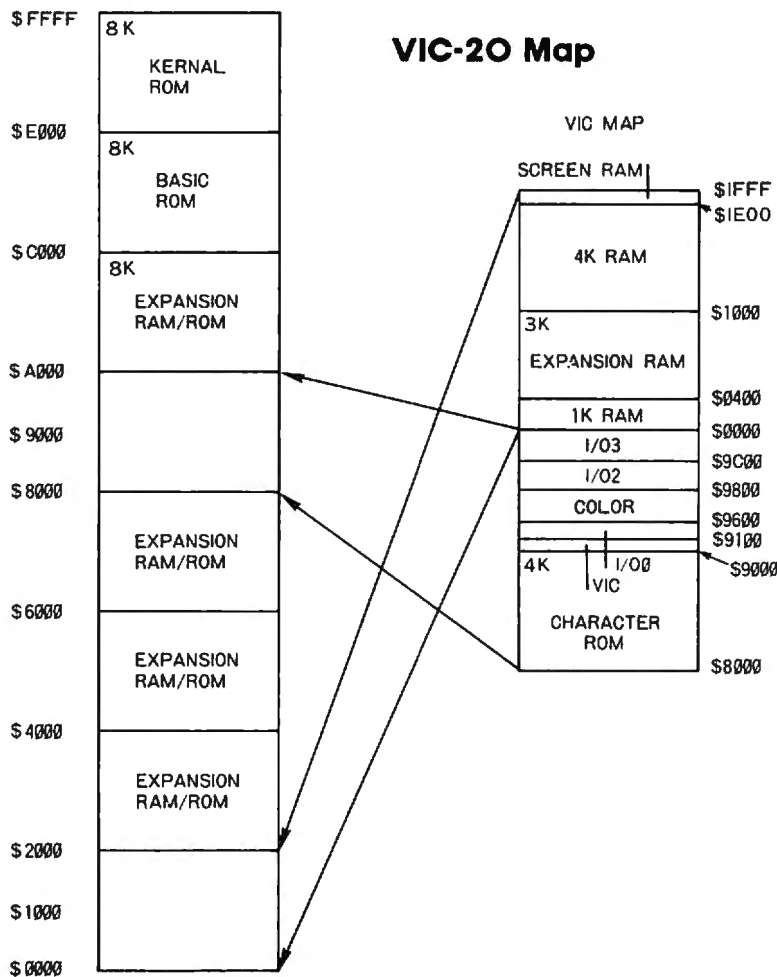 VIC-20 Map
$FFFF
8K
KERNAL
ROM
$E000
8K
BASIC
ROM
$C000
8K
EXPANSION
RAM/ROM
$A000
$9000
$8000
EXPANSION
RAM/ROM
$6000
EXPANSION
RAM/ROM
$4000
EXPANSION
RAM/ROM
$2000
$1000
$0000
VIC MAP
SCREEN RAM
$1FFF
$1E00
4K RAM
$1000
3K
EXPANSION RAM
$0400
1K RAM
$0000
I/O3
$9C00
I/O2
$9800
COLOR
$9600
$9100
4K
I/O0
$9000
VIC
CHARACTER
ROM
$8000